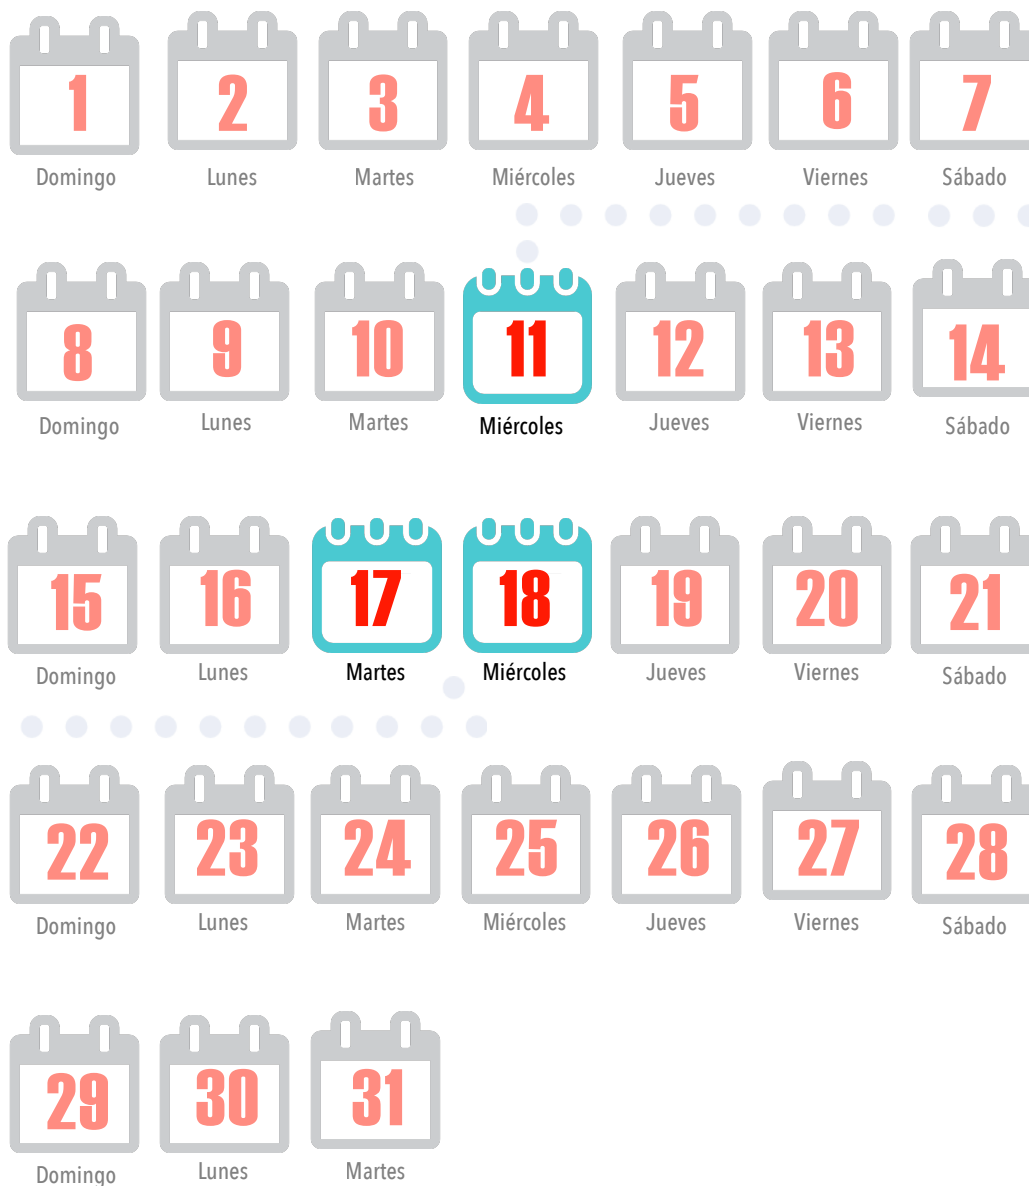 1 2 3 4 5 6 7
Domingo Lunes Martes Miércoles Jueves Viernes Sábado
8 9 10 11 12 13 14
Domingo Lunes Martes Miércoles Jueves Viernes Sábado
15 16 17 18 19 20 21
Domingo Lunes Martes Miércoles Jueves Viernes Sábado
22 23 24 25 26 27 28
Domingo Lunes Martes Miércoles Jueves Viernes Sábado
29 30 31
Domingo Lunes Martes